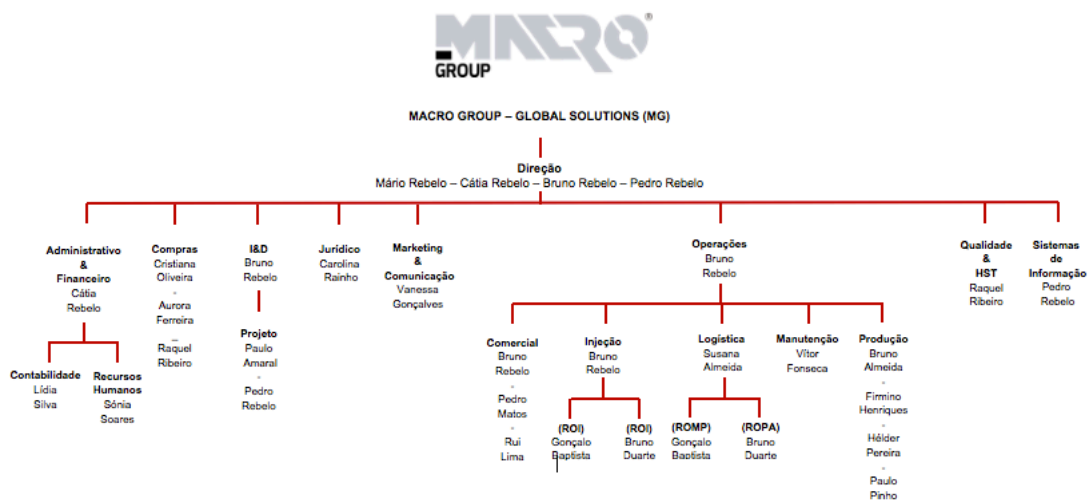 MACRO
GROUP
MACRO GROUP – GLOBAL SOLUTIONS (MG)
Direção
Mário Rebelo – Cátia Rebelo – Bruno Rebelo – Pedro Rebelo
Administrativo
&
Financeiro
Cátia
Rebelo
Compras
Cristiana
Oliveira
-
Aurora
Ferreira
_
Raquel
Ribeiro
I&D
Bruno
Rebelo
Projeto
Paulo
Amaral
-
Pedro
Rebelo
Jurídico
Carolina
Rainho
Marketing
&
Comunicação
Vanessa
Gonçalves
Operações
Bruno
Rebelo
Qualidade
&
HST
Raquel
Ribeiro
Sistemas
de
Informação
Pedro
Rebelo
Contabilidade
Lídia
Silva
Recursos
Humanos
Sónia
Soares
Comercial
Bruno
Rebelo
-
Pedro
Matos
-
Rui
Lima
Injeção
Bruno
Rebelo
(ROI)
Gonçalo
Baptista
(ROI)
Bruno
Duarte
Logística
Susana
Almeida
(ROMP)
Gonçalo
Baptista
(ROPA)
Bruno
Duarte
Manutenção
Vítor
Fonseca
Produção
Bruno
Almeida
-
Firmino
Henriques
-
Hélder
Pereira
-
Paulo
Pinho